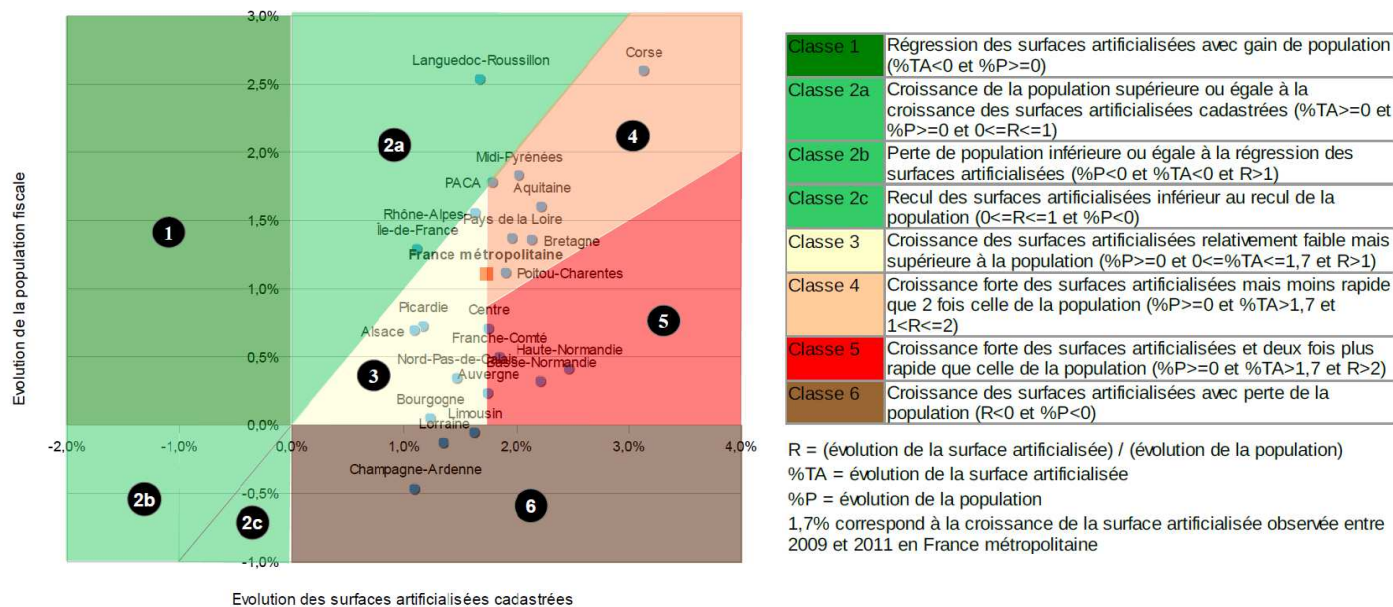 3,0%
2,5%
2,0%
1,5%
1,0%
0,5%
0,0%
-0,5%
-1,0%
-2,0%
-1,0%
0,0%
1,0%
2,0%
3,0%
4,0%
Evolution de la population fiscale
Evolution des surfaces artificialisées cadastrées
Corse
Languedoc-Roussillon
Midi-Pyrénées
PACA
Aquitaine
Rhône-Alpes
Pays de la Loire
Île-de-France
Bretagne
France métropolitaine
Poitou-Charentes
Picardie
Centre
Alsace
Franche-Comté
Haute-Normandie
Nord-Pas-de-Calais
Basse-Normandie
Auvergne
Bourgogne
Limousin
Lorraine
Champagne-Ardenne
1
2a
4
5
3
2b
2c
6
Classe 1
Régression des surfaces artificialisées avec gain de population
(%TA<0 et %P>=0)
Classe 2a
Croissance de la population supérieure ou égale à la
croissance des surfaces artificialisées cadastrées (%TA>=0 et
%P>=0 et 0<=R<=1)
Classe 2b
Perte de population inférieure ou égale à la régression des
surfaces artificialisées (%P<0 et %TA<0 et R>1)
Classe 2c
Recul des surfaces artificialisées inférieur au recul de la
population (0<=R<=1 et %P<0)
Classe 3
Croissance des surfaces artificialisées relativement faible mais
supérieure à la population (%P>=0 et 0<=%TA<=1,7 et R>1)
Classe 4
Croissance forte des surfaces artificialisées mais moins rapide
que 2 fois celle de la population (%P>=0 et %TA>1,7 et
1<R<=2)
Classe 5
Croissance forte des surfaces artificialisées et deux fois plus
rapide que celle de la population (%P>=0 et %TA>1,7 et R>2)
Classe 6
Croissance des surfaces artificialisées avec perte de la
population (R<0 et %P<0)
R = (évolution de la surface artificialisée) / (évolution de la population)
%TA = évolution de la surface artificialisée
%P = évolution de la population
1,7% correspond à la croissance de la surface artificialisée observée entre
2009 et 2011 en France métropolitaine